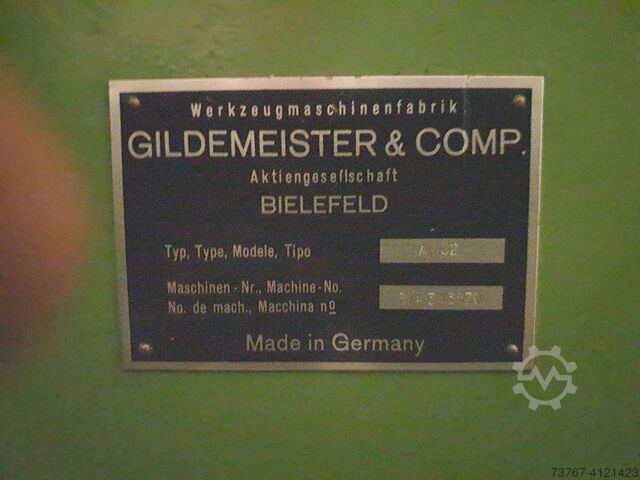 Werkzeugmaschinenfabrik
GILDEMEISTER & COMP.
Aktiengesellschaft
BIELEFELD
Typ, Type, Modele, Tipo
Maschinen - Nr., Machine-No.
No. de mach., Macchina nº
Made in Germany
73767-4121423